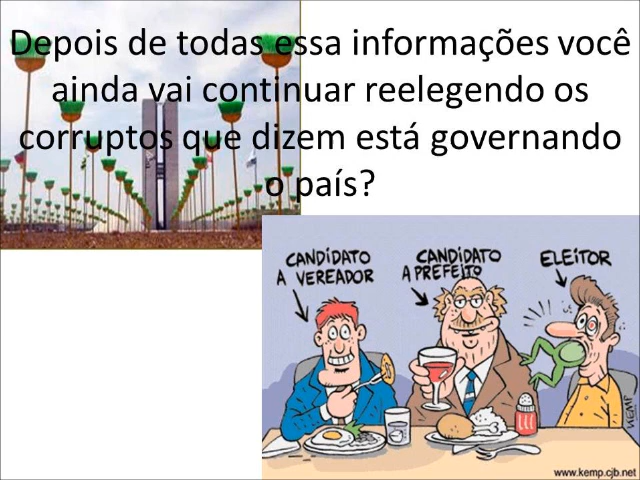 Depois de todas essa informações você
ainda vai continuar reelegendo os
corruptos que dizem está governando
o país?
CANDIDATO
A VEREADOR
CANDIDATO
A PREFEITO
ELEITOR
KEMP
www.kemp.cjb.net